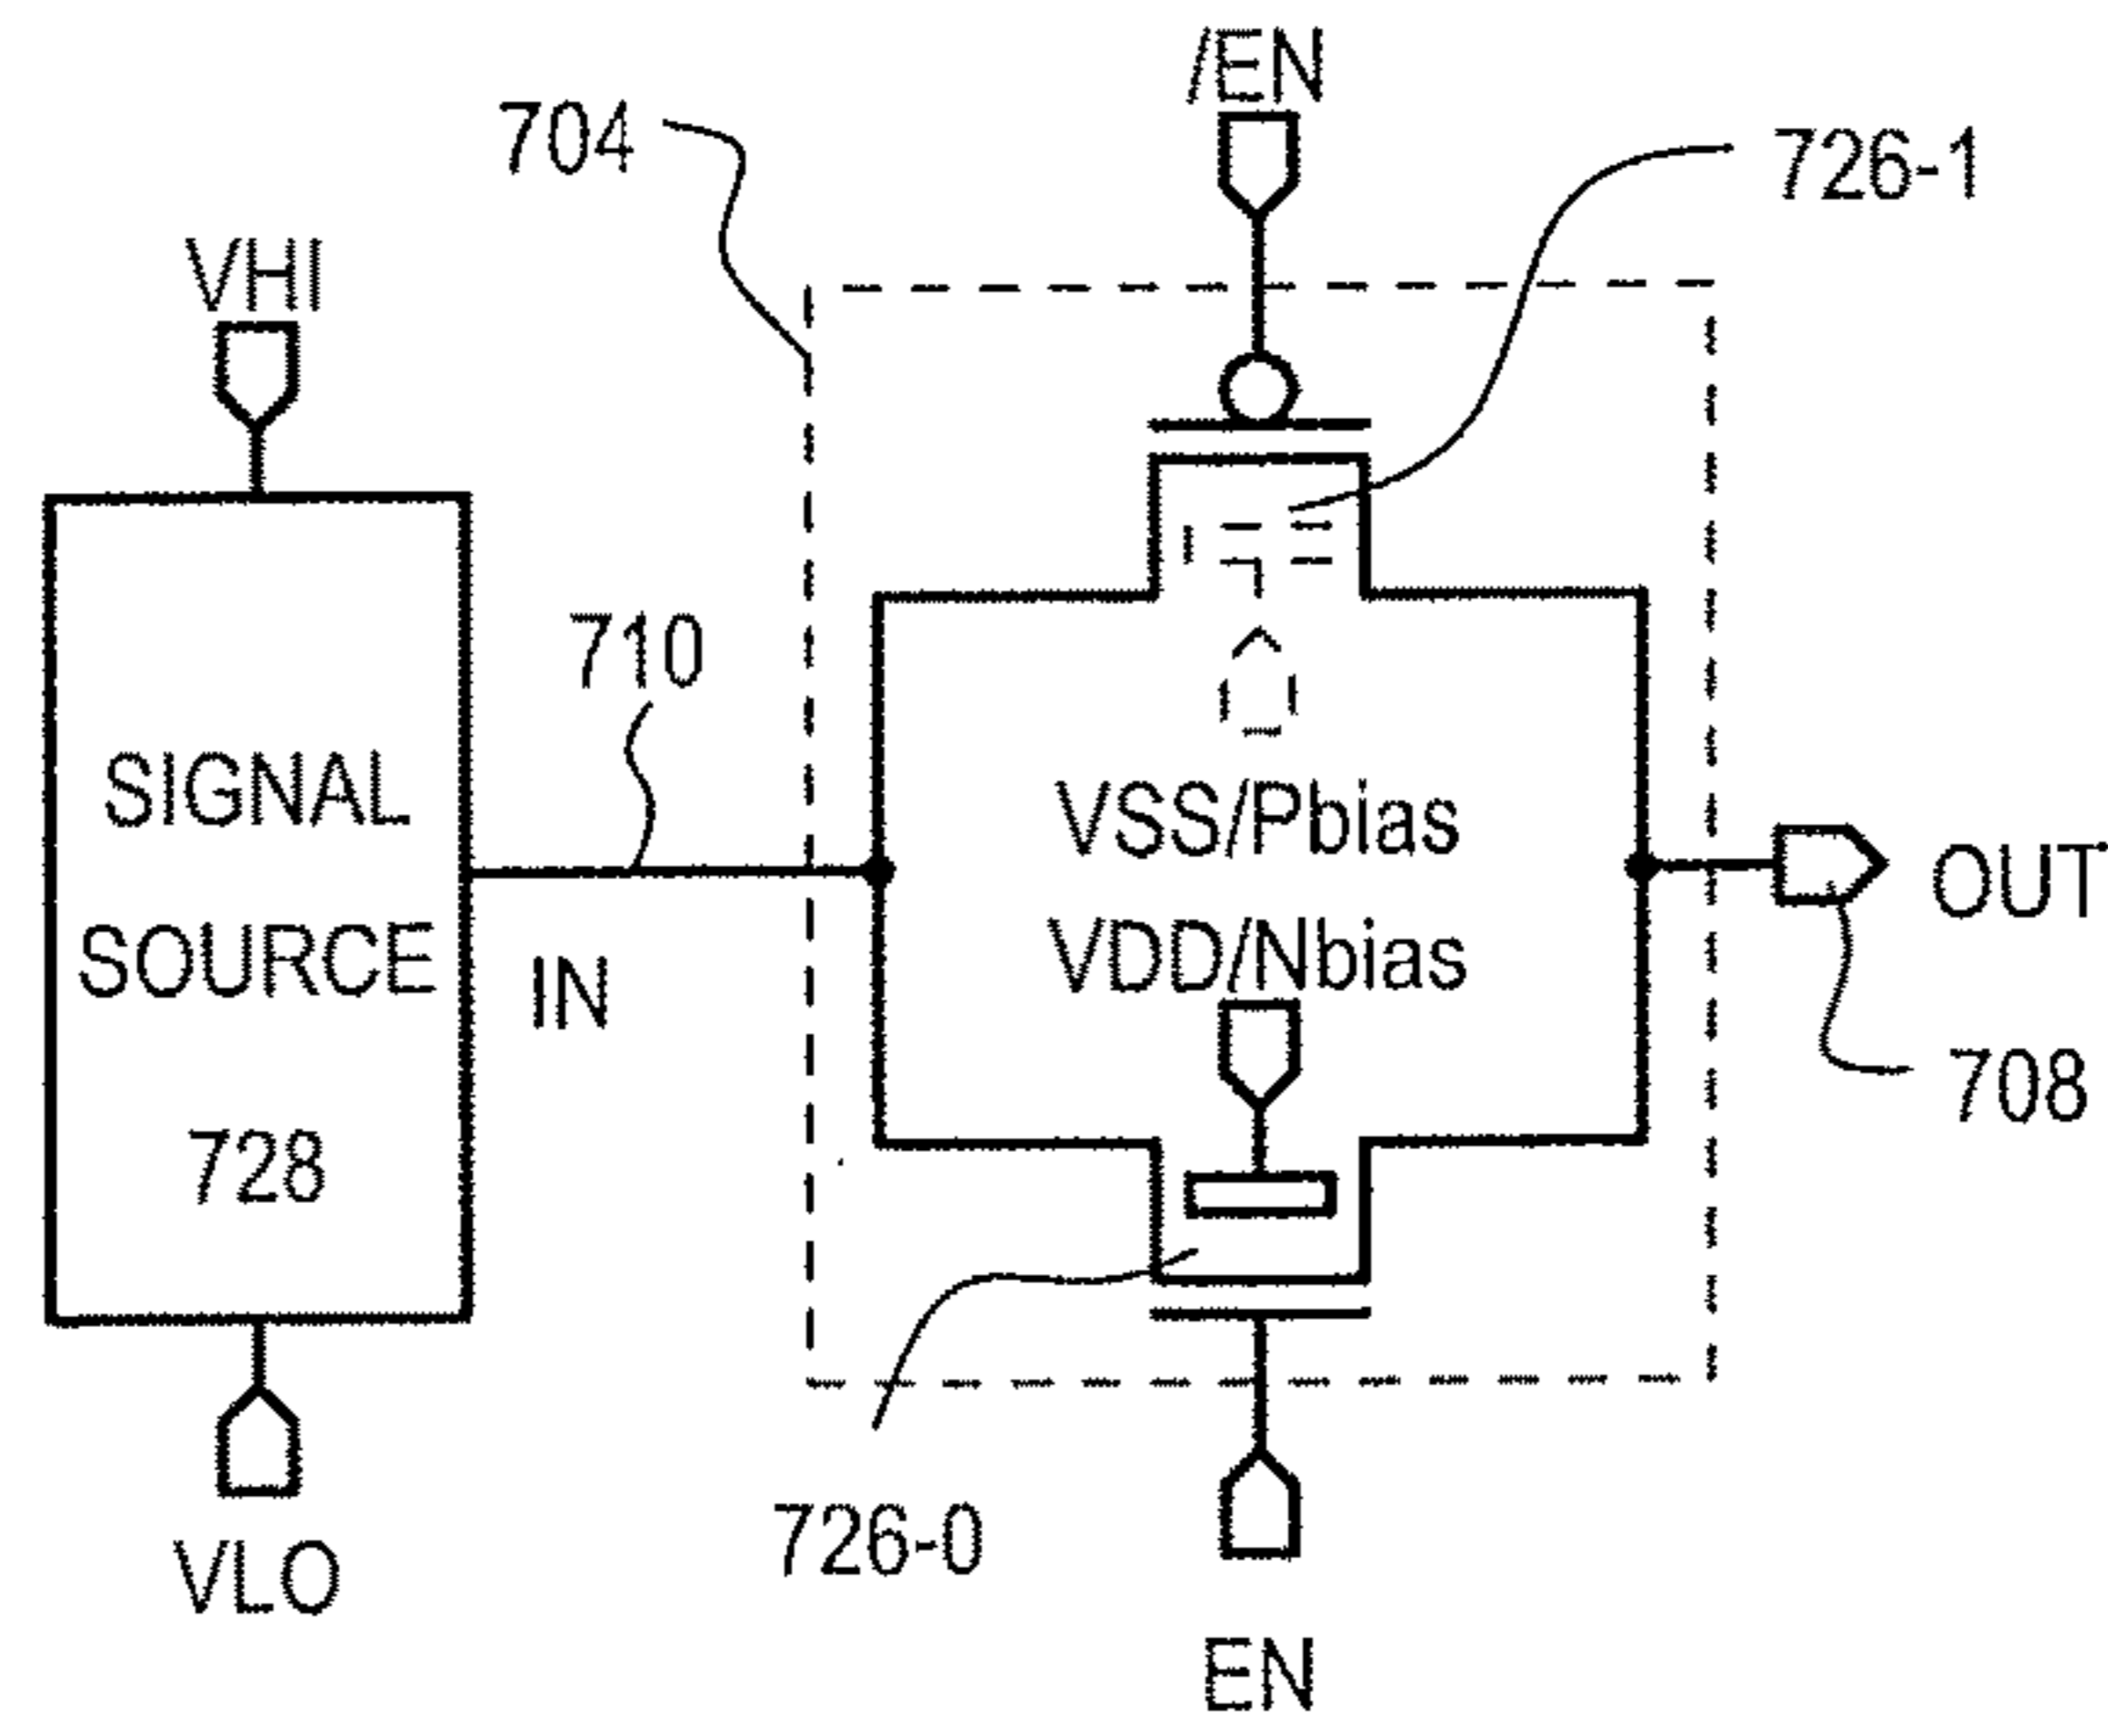 /EN
704
726-1
VHI
710
SIGNAL
SOURCE
728
IN
VSS/Pbias
VDD/Nbias
OUT
708
726-0
VLO
EN